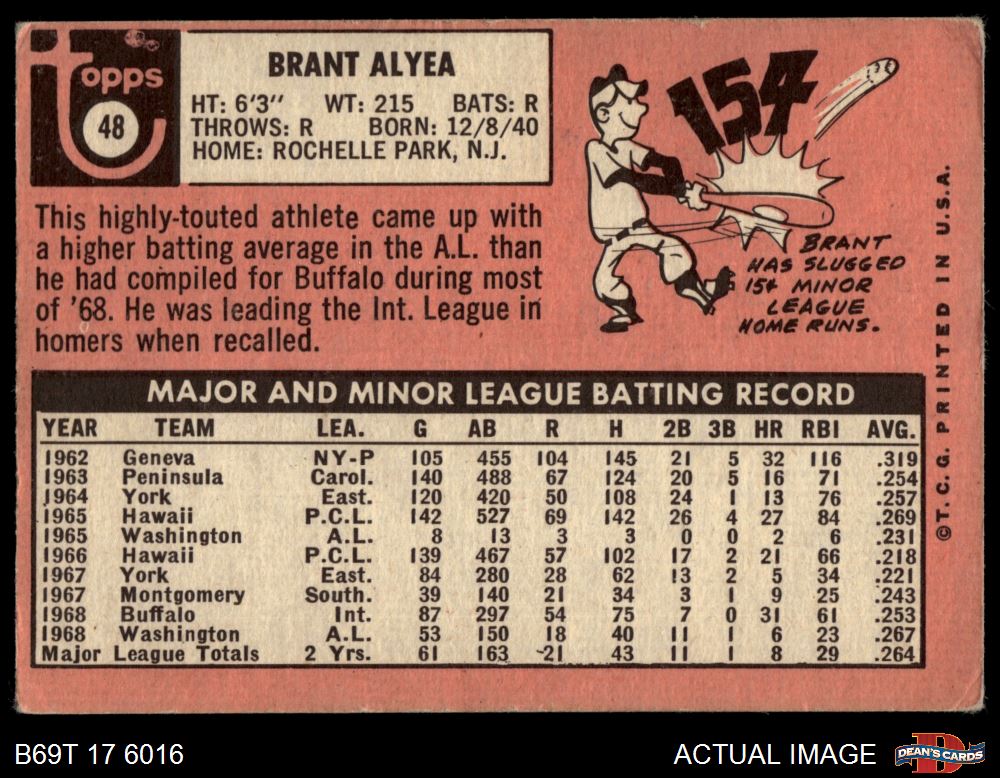 topps
48
BRANT ALYEA
HT: 6'3" WT: 215 BATS: R
THROWS: R BORN: 12/8/40
HOME: ROCHELLE PARK, N.J.
This highly-touted athlete came up with
a higher batting average in the A.L. than
he had compiled for Buffalo during most
of '68. He was leading the Int. League in
homers when recalled.
154
BRANT
HAS SLUGGED
154 MINOR
LEAGUE
HOME RUNS.
©T.C.G. PRINTED IN U.S.A.
MAJOR AND MINOR LEAGUE BATTING RECORD
YEAR TEAM LEA. G AB R H 2B 3B HR RBI AVG.
1962 Geneva NY-P 105 455 104 145 21 5 32 116 .319
1963 Peninsula Carol. 140 488 67 124 20 5 16 71 .254
1964 York East. 120 420 50 108 24 1 13 76 .257
1965 Hawaii P.C.L. 142 527 69 142 26 4 27 84 .269
1965 Washington A.L. 8 13 3 3 0 0 2 6 .231
1966 Hawaii P.C.L. 139 467 57 102 17 2 21 66 .218
1967 York East. 84 280 28 62 13 2 5 34 .221
1967 Montgomery South. 39 140 21 34 3 1 9 25 .243
1968 Buffalo Int. 87 297 54 75 7 0 31 61 .253
1968 Washington A.L. 53 150 18 40 11 1 6 23 .267
Major League Totals 2 Yrs. 61 163 21 43 11 1 8 29 .264
B69T 17 6016
ACTUAL IMAGE
DEAN'S CARDS